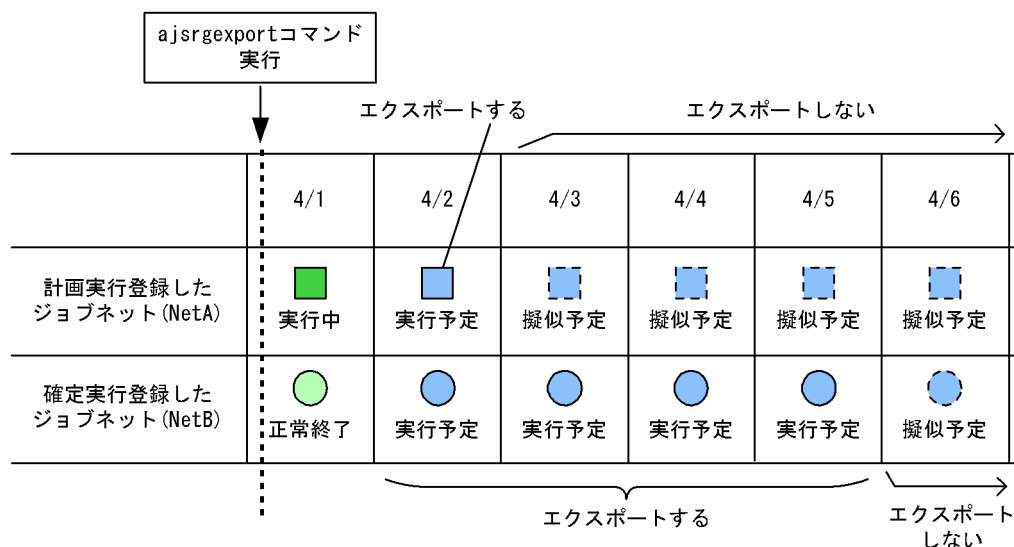 ajsrgexportコマンド
実行
エクスポートする
エクスポートしない
4/1
4/2
4/3
4/4
4/5
4/6
計画実行登録した
ジョブネット(NetA)
実行中
実行予定
擬似予定
擬似予定
擬似予定
擬似予定
確定実行登録した
ジョブネット(NetB)
正常終了
実行予定
実行予定
実行予定
実行予定
擬似予定
エクスポートする
エクスポート
しない